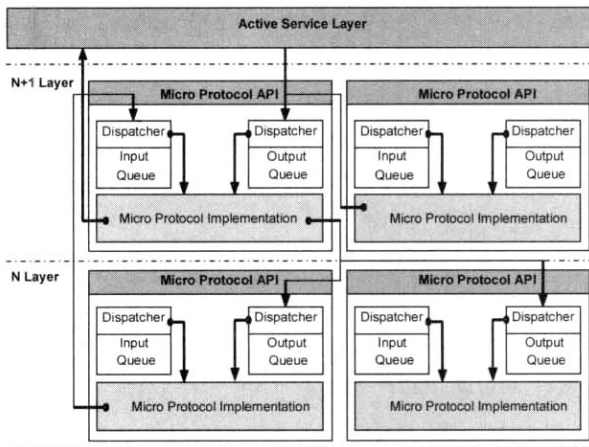 Active Service Layer
N+1 Layer
Micro Protocol API
Micro Protocol API
Dispatcher
Dispatcher
Dispatcher
Dispatcher
Input
Queue
Output
Queue
Input
Queue
Output
Queue
Micro Protocol Implementation
Micro Protocol Implementation
N Layer
Micro Protocol API
Micro Protocol API
Dispatcher
Dispatcher
Dispatcher
Dispatcher
Input
Queue
Output
Queue
Input
Queue
Output
Queue
Micro Protocol Implementation
Micro Protocol Implementation